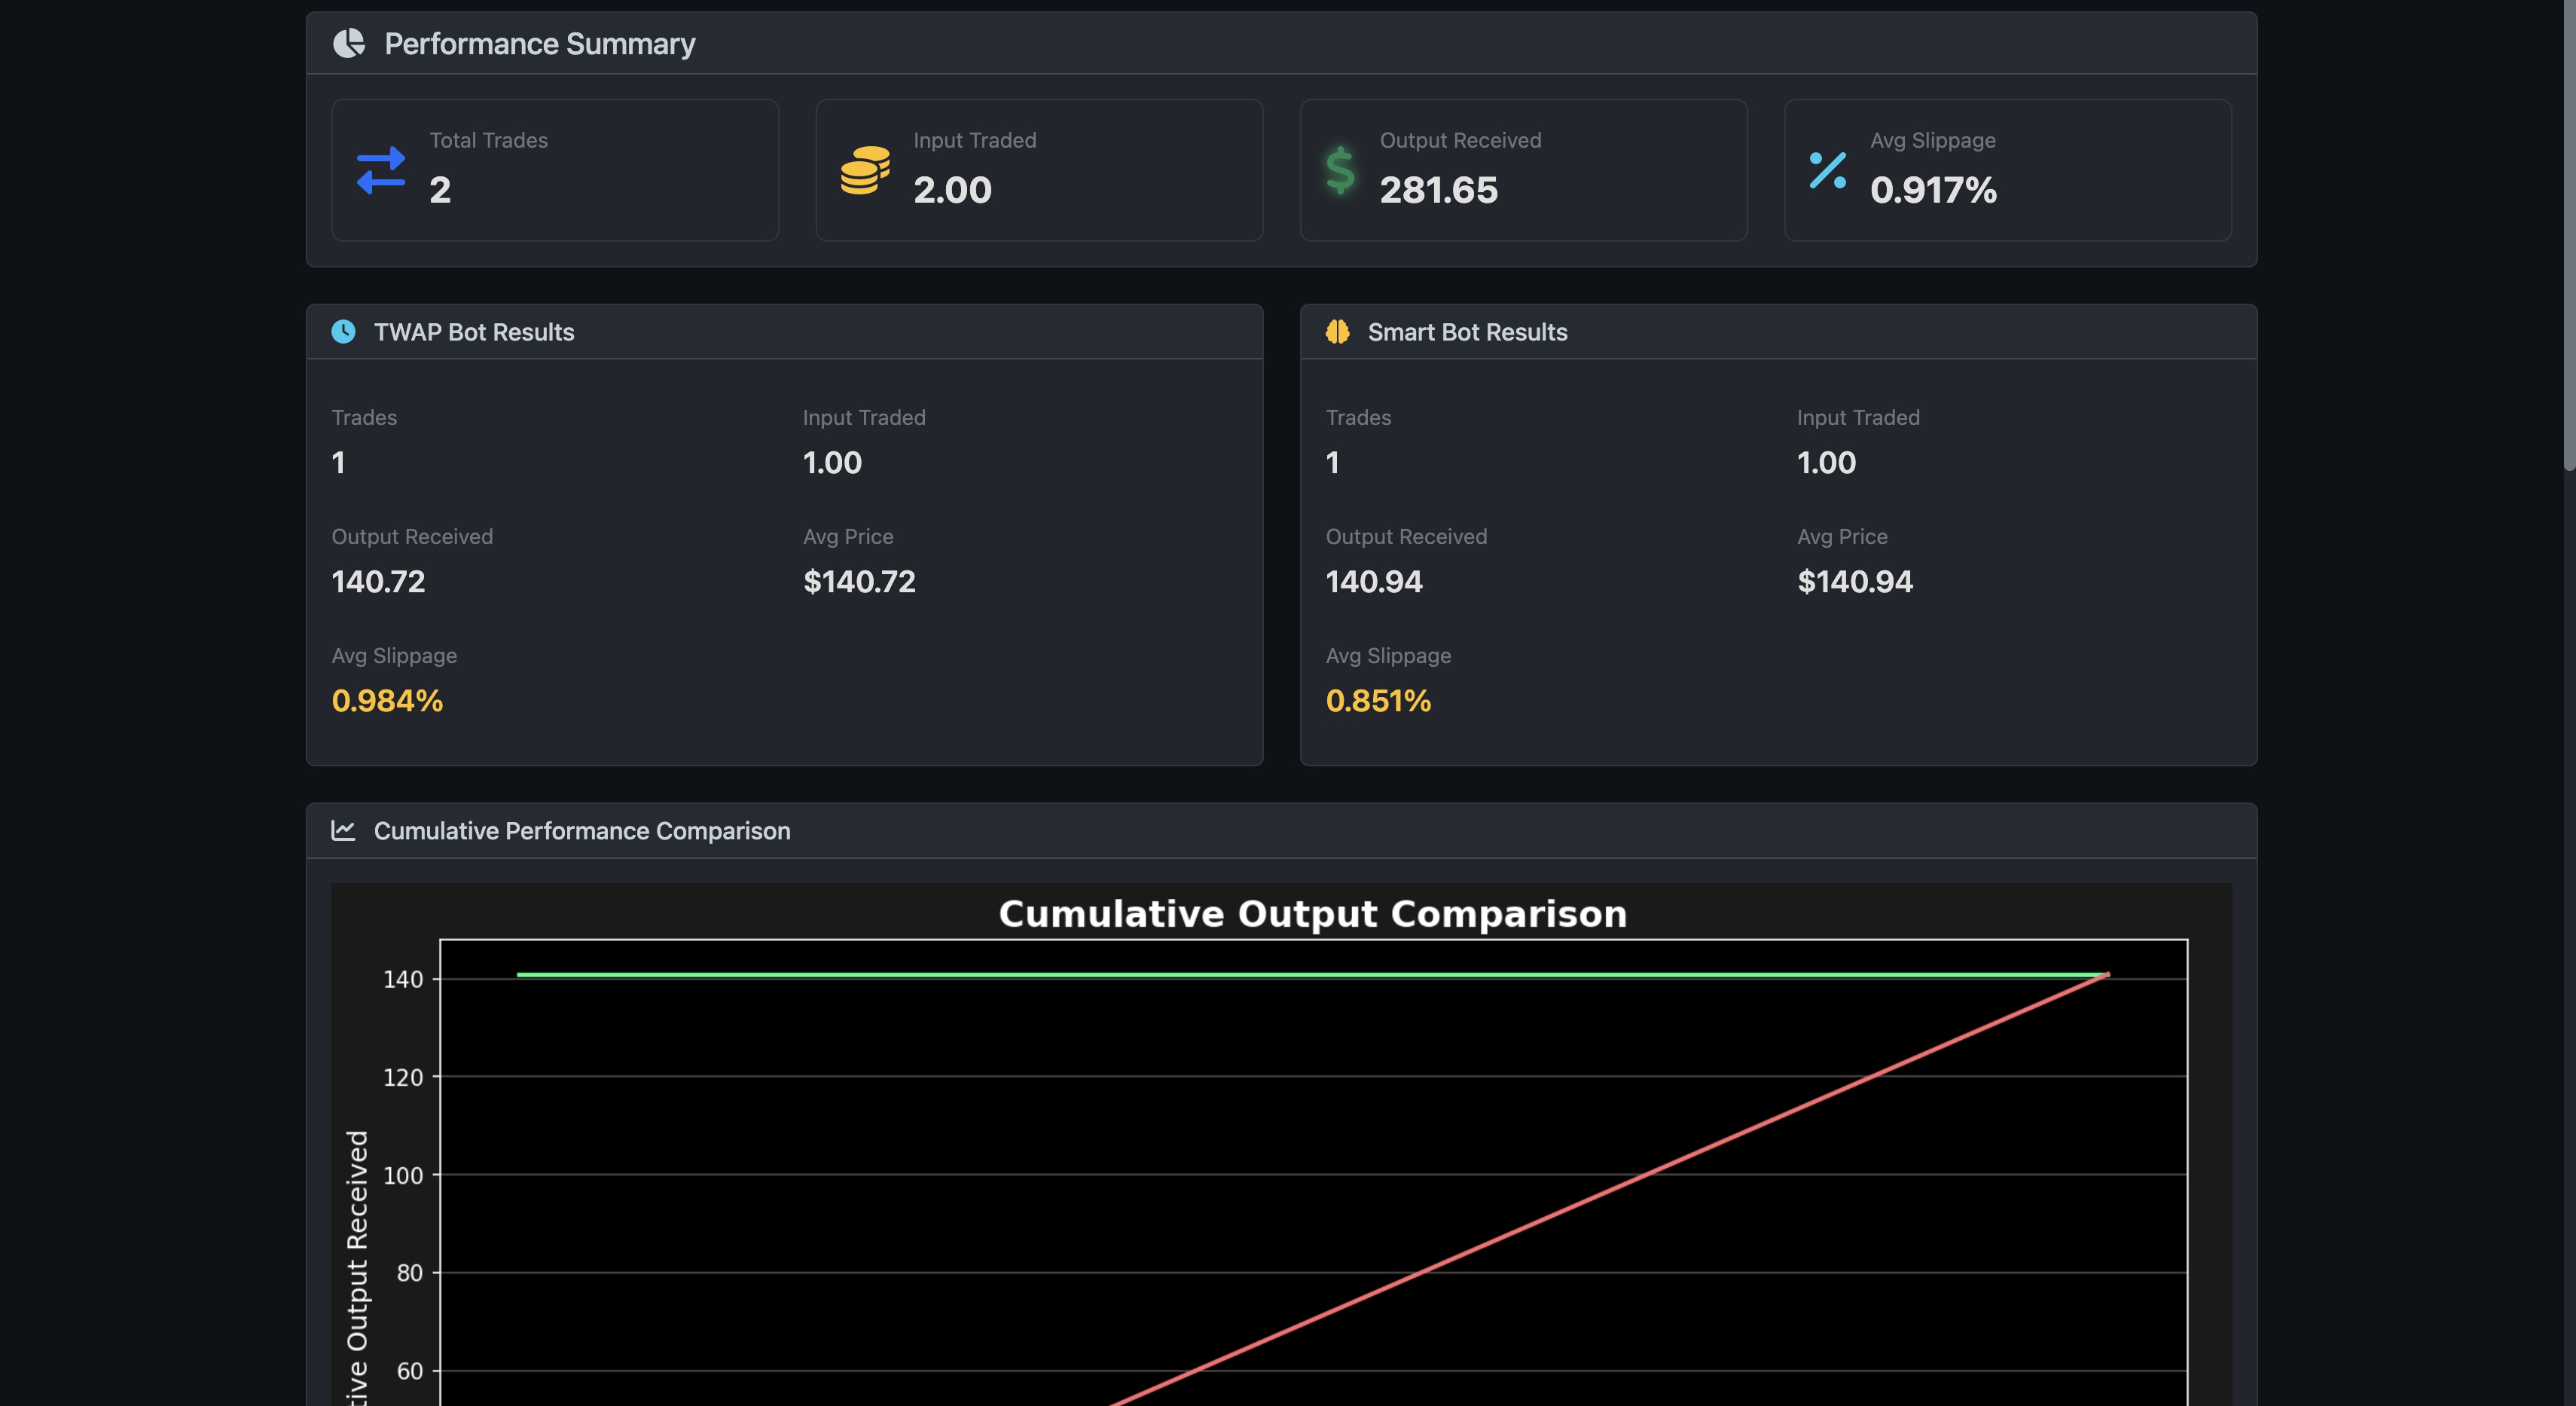 Performance Summary
Total Trades
2
Input Traded
2.00
Output Received
281.65
Avg Slippage
0.917%
TWAP Bot Results
Trades
1
Input Traded
1.00
Output Received
140.72
Avg Price
$140.72
Avg Slippage
0.984%
Smart Bot Results
Trades
1
Input Traded
1.00
Output Received
140.94
Avg Price
$140.94
Avg Slippage
0.851%
Cumulative Performance Comparison
Cumulative Output Comparison
140
120
100
80
60
tive Output Received